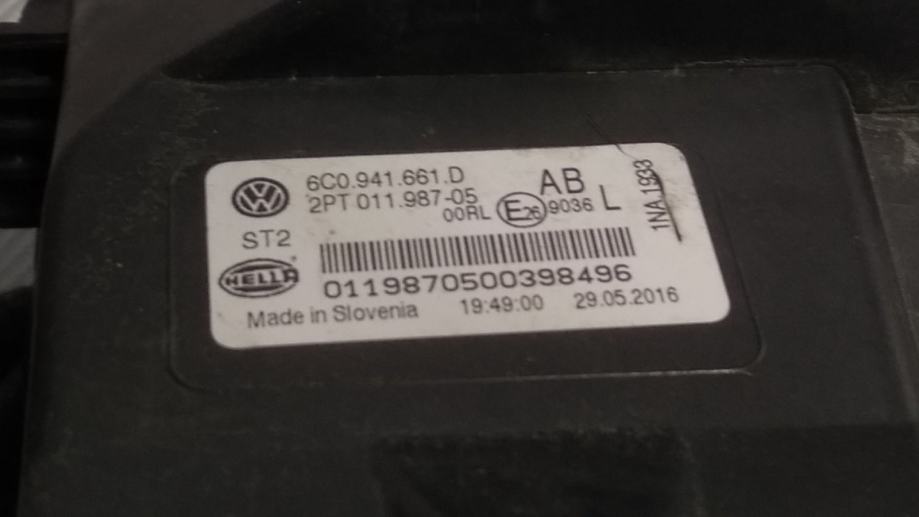 6C0.941.661.D
2PT 011.987-05
00RL E26 9036 AB L
1NA 1933
ST2
HELLA
0119870500398496
Made in Slovenia 19:49:00 29.05.2016